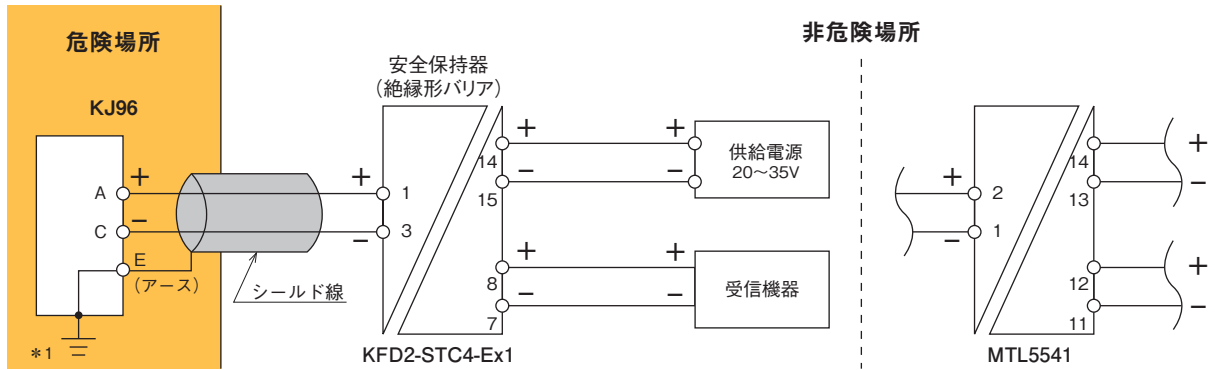 危険場所
非危険場所
KJ96
安全保持器
（絶縁形バリア）
A
+
C
−
E
（アース）
＊1
シールド線
+
1
−
3
14
+
15
−
8
+
7
−
+
−
供給電源
20～35V
+
−
受信機器
KFD2-STC4-Ex1
+
2
−
1
14
+
13
−
12
+
11
−
MTL5541